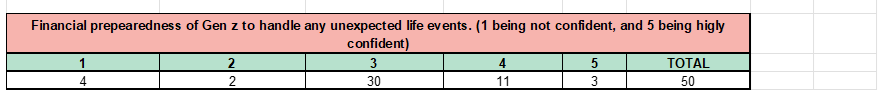 Financial prepearedness of Gen z to handle any unexpected life events. (1 being not confident, and 5 being higly
confident)
1 2 3 4 5 TOTAL
4 2 30 11 3 50